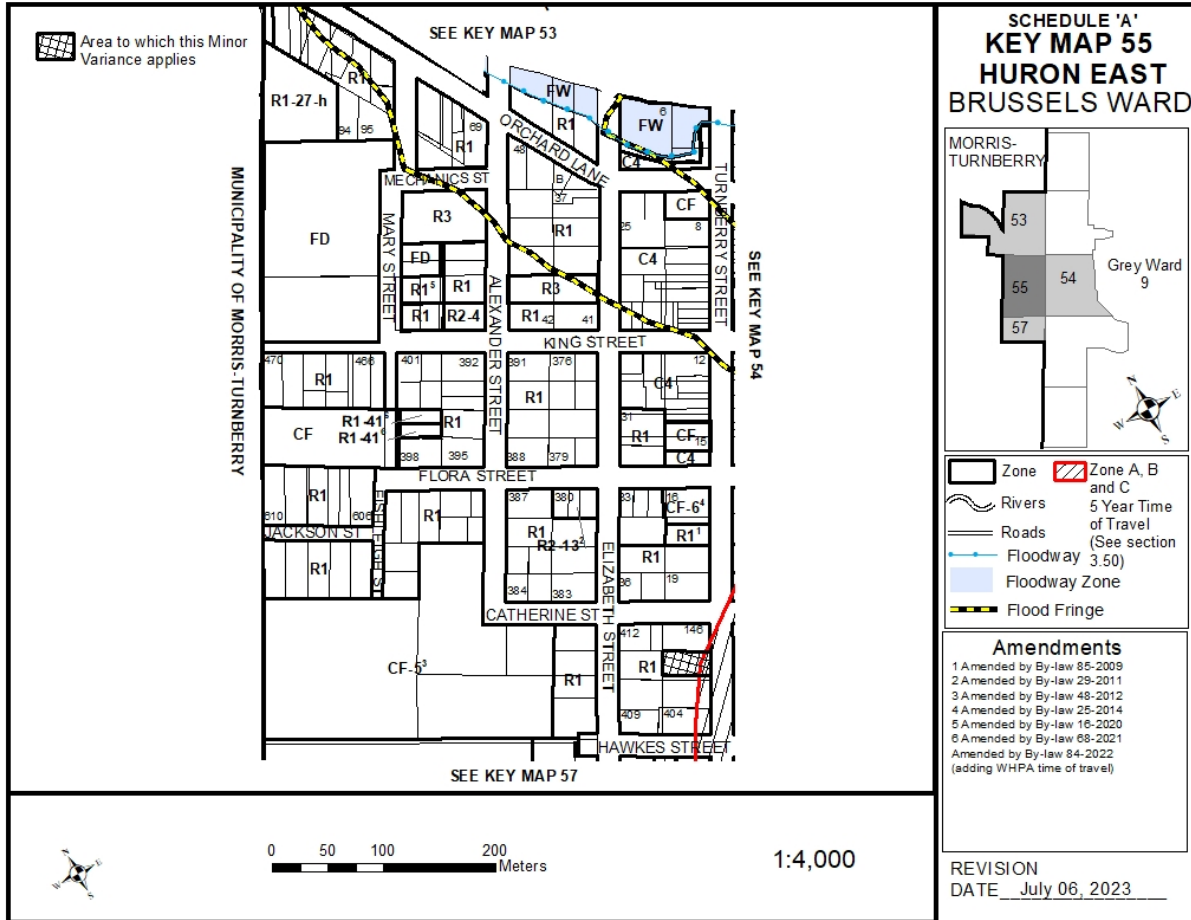 Area to which this Minor
Variance applies
SEE KEY MAP 53
R1
R1-27-h
94 95
FW
R1
6
FW
C4
69
R1
ORCHARD LANE
48
B
37
R1
MECHANICS ST
MUNICIPALITY OF MORRIS-TURNBERRY
FD
MARY STREET
R3
FD
R1⁵
R1
R1
R2-4
ALEXANDER STREET
R3
R1
42 41
CF
25 8
C4
TURNBERRY STREET
SEE KEY MAP 54
KING STREET
470 466
R1
401 392
391 376
R1
12
C4
CF
R1-41⁵
R1-41⁶
R1
398 395
388 379
31
R1
CF
15
C4
FLORA STREET
R1
610 606
JACKSON ST
R1
R1
387 380
R1
R2-13²
384 383
ELIZABETH STREET
33 16
CF-6⁴
R1¹
R1
36 19
CATHERINE ST
CF-5³
R1
412 146
R1
409 404
HAWKES STREET
SEE KEY MAP 57
N
E
W
S
0 50 100 200
Meters
1:4,000
SCHEDULE 'A'
KEY MAP 55
HURON EAST
BRUSSELS WARD
MORRIS-
TURNBERRY
53
54
55
57
Grey Ward
9
N
E
W
S
Zone
Rivers
Roads
Floodway
Floodway Zone
Flood Fringe
Zone A, B
and C
5 Year Time
of Travel
(See section
3.50)
Amendments
1 Amended by By-law 85-2009
2 Amended by By-law 29-2011
3 Amended by By-law 48-2012
4 Amended by By-law 25-2014
5 Amended by By-law 16-2020
6 Amended by By-law 68-2021
Amended by By-law 84-2022
(adding WHPA time of travel)
REVISION
DATE July 06, 2023